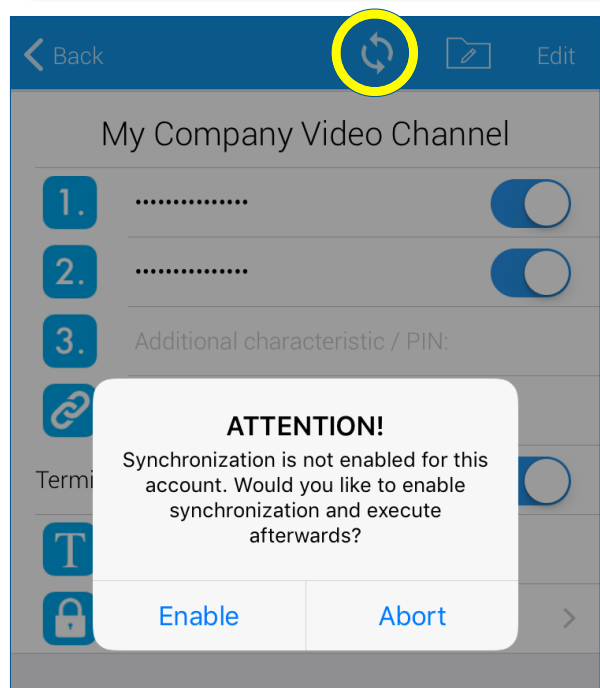 Back
Edit
My Company Video Channel
1. •••••••••••••••
2. •••••••••••••••
3. Additional characteristic / PIN:
ATTENTION!
Synchronization is not enabled for this
account. Would you like to enable
synchronization and execute
afterwards?
Termi
T
Enable
Abort